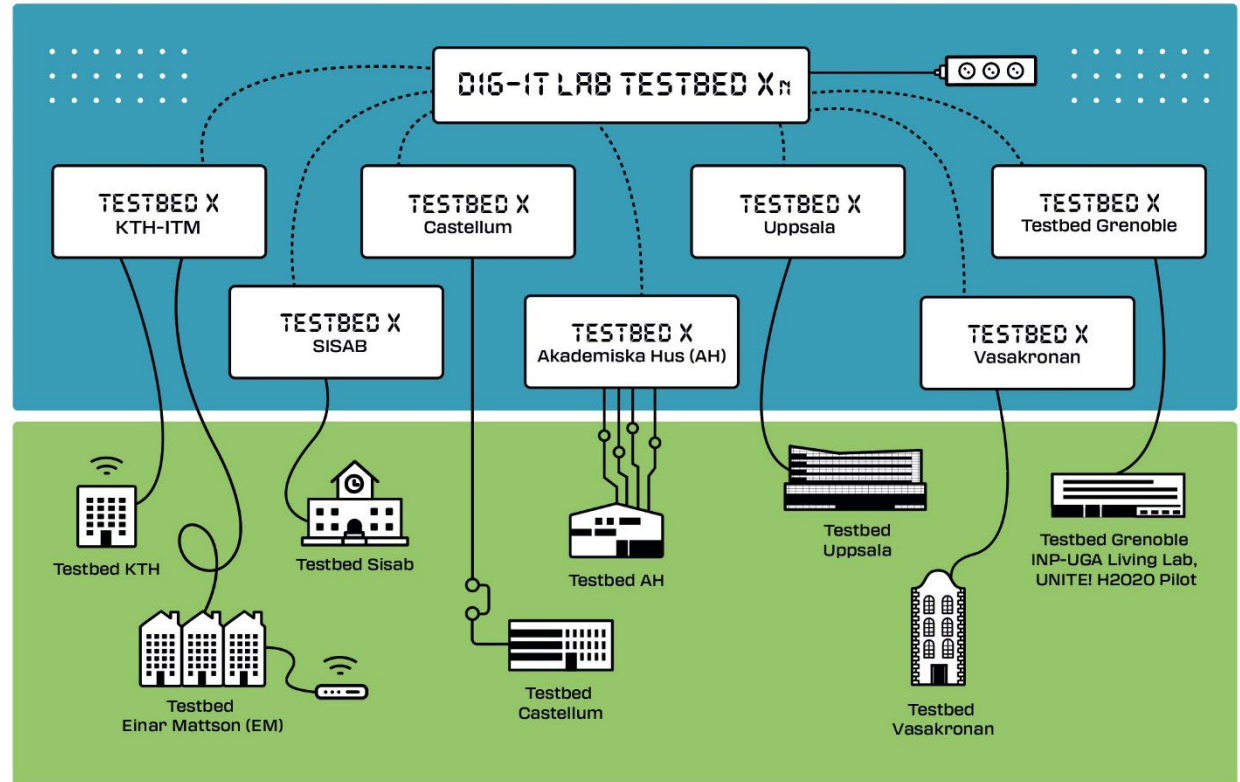 DIG-IT LAB TESTBED XN
TESTBED X
KTH-ITM
TESTBED X
Castellum
TESTBED X
Uppsala
TESTBED X
Testbed Grenoble
TESTBED X
SISAB
TESTBED X
Akademiska Hus (AH)
TESTBED X
Vasakronan
Testbed KTH
Testbed Sisab
Testbed AH
Testbed
Uppsala
Testbed Grenoble
INP-UGA Living Lab,
UNITE! H2020 Pilot
Testbed
Einar Mattson (EM)
Testbed
Castellum
Testbed
Vasakronan